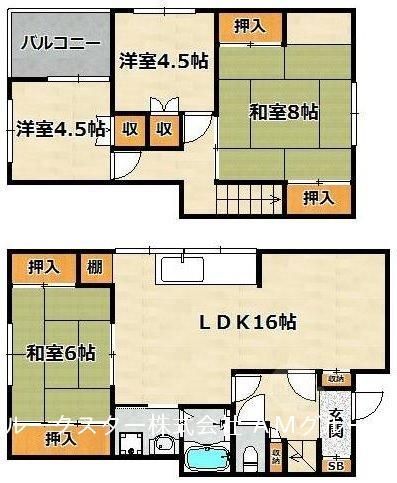 バルコニー
洋室4.5帖
押入
洋室4.5帖
収
収
和室8帖
押入
押入
棚
LDK16帖
和室6帖
収納
玄関
押入
収納
SB
ルークスター株式会社 AMグループ